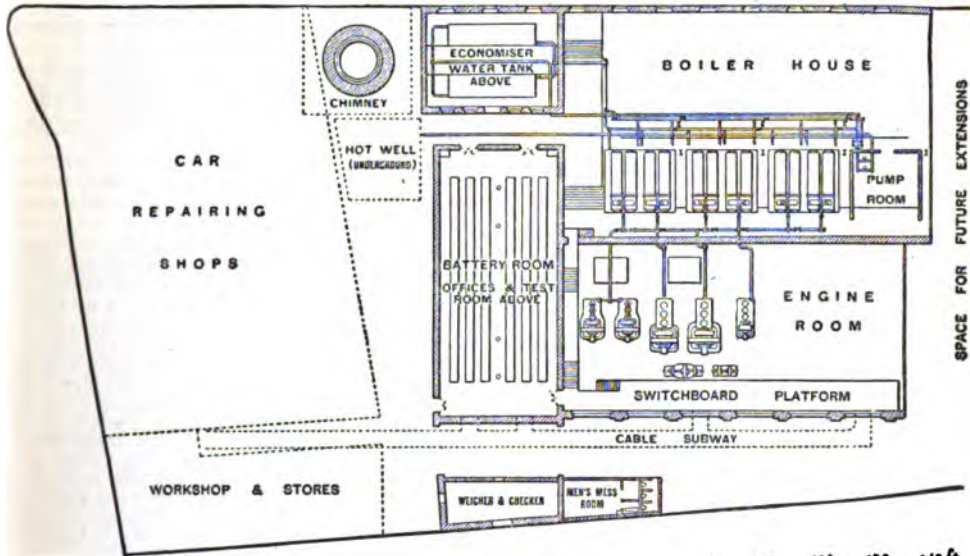 ECONOMISER
WATER TANK
ABOVE
BOILER HOUSE
CHIMNEY
HOT WELL
(UNDERGROUND)
CAR
REPAIRING
SHOPS
PUMP
ROOM
BATTERY ROOM
OFFICES & TEST
ROOM ABOVE
ENGINE
ROOM
SPACE FOR FUTURE EXTENSIONS
SWITCHBOARD PLATFORM
CABLE SUBWAY
WORKSHOP & STORES
WEIGHER & CHECKER
MEN'S MESS
ROOM